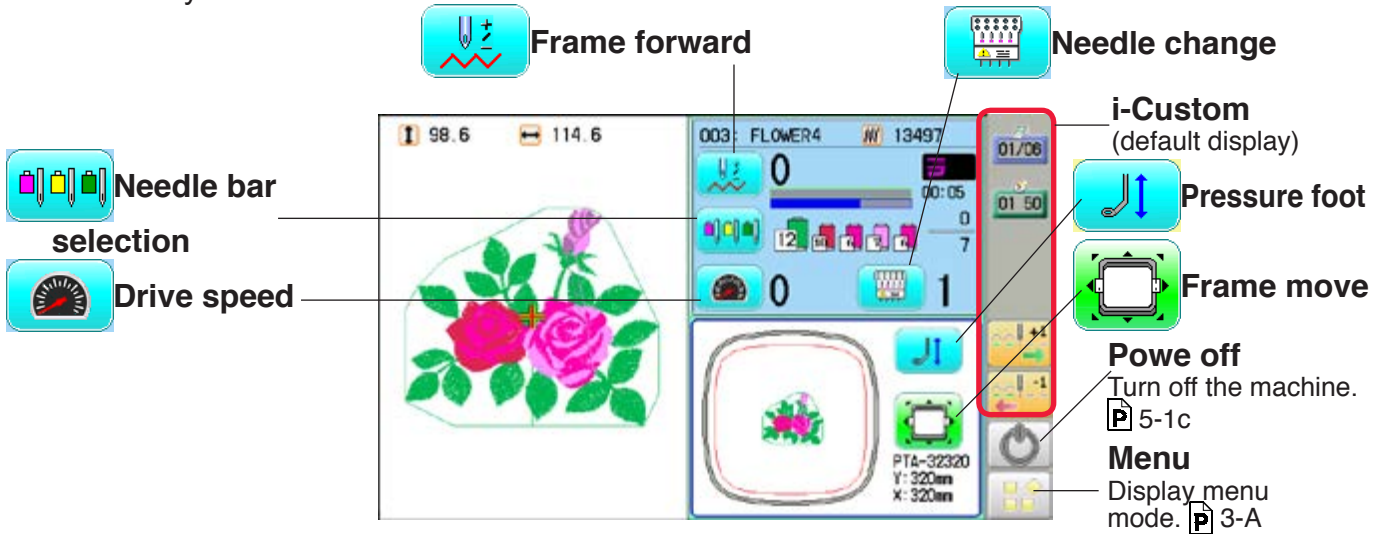 Frame forward
Needle change
i-Custom
(default display)
Needle bar
selection
Drive speed
Pressure foot
Frame move
Powe off
Turn off the machine.
P 5-1c
Menu
Display menu
mode. P 3-A
98.6 114.6
003: FLOWER4 13497
0
00:05
0
7
12
0
1
01/06
01 50
+1
-1
PTA-32320
Y:320mm
X:320mm